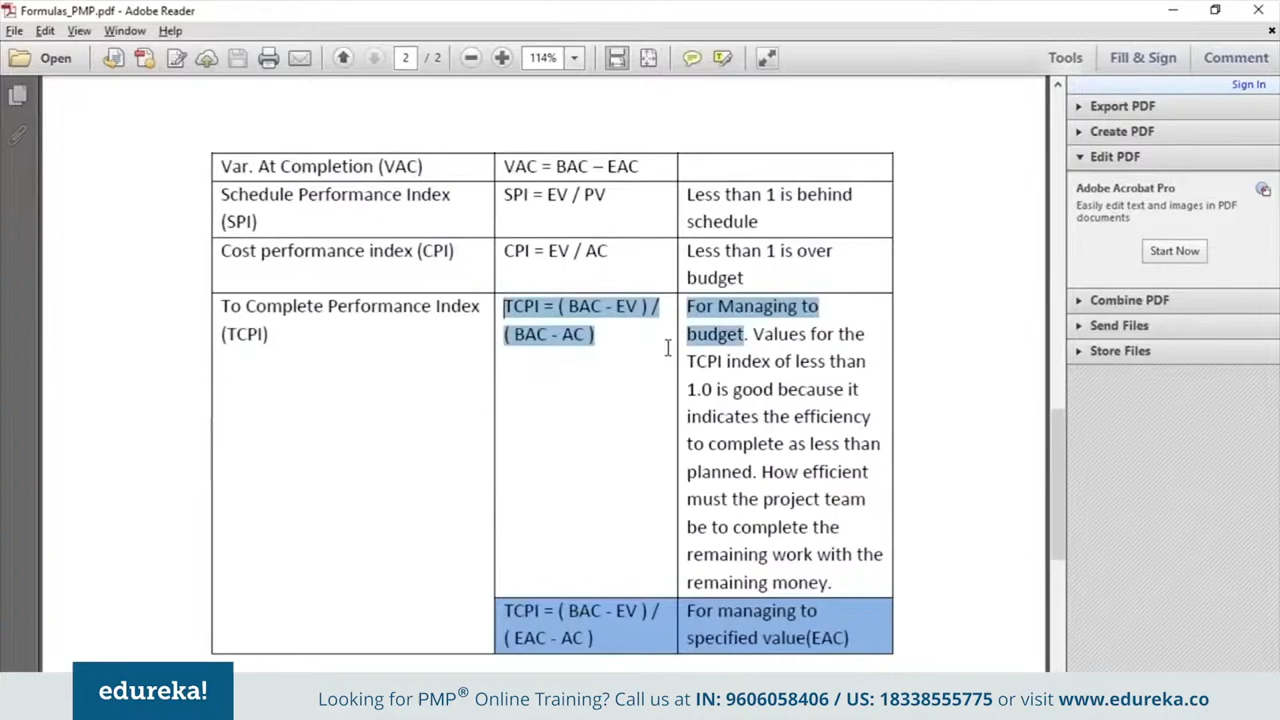 Formulas_PMP.pdf - Adobe Reader
File Edit View Window Help
Open 2 / 2 114% Tools Fill & Sign Comment
Sign In
Export PDF
Create PDF
Edit PDF
Adobe Acrobat Pro
Easily edit text and images in PDF
documents
Start Now
Combine PDF
Send Files
Store Files
Var. At Completion (VAC) VAC = BAC – EAC
Schedule Performance Index SPI = EV / PV Less than 1 is behind
(SPI) schedule
Cost performance index (CPI) CPI = EV / AC Less than 1 is over
budget
To Complete Performance Index TCPI = ( BAC - EV ) / For Managing to
(TCPI) ( BAC - AC ) budget. Values for the
TCPI index of less than
1.0 is good because it
indicates the efficiency
to complete as less than
planned. How efficient
must the project team
be to complete the
remaining work with the
remaining money.
TCPI = ( BAC - EV ) / For managing to
( EAC - AC ) specified value(EAC)
edureka!
Looking for PMP® Online Training? Call us at IN: 9606058406 / US: 18338555775 or visit www.edureka.co